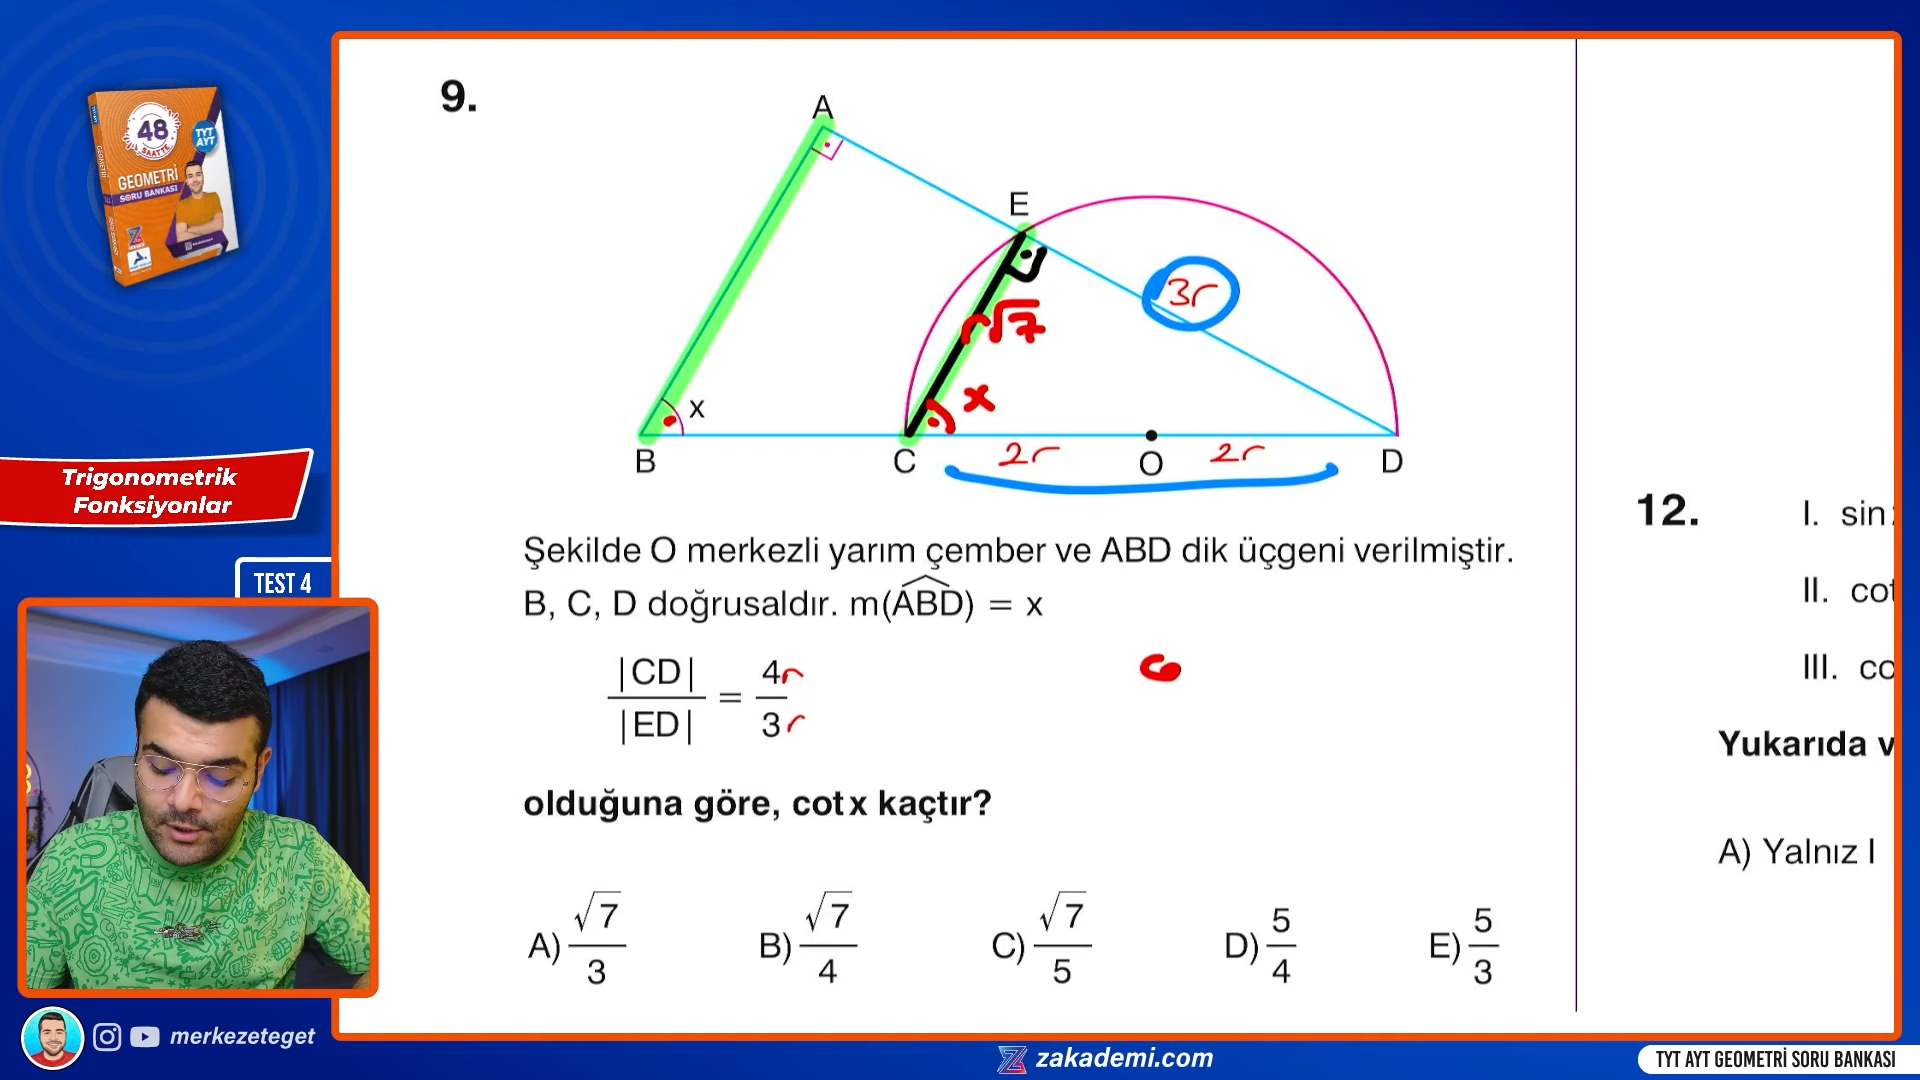 48
SAATTE
TYT
AYT
GEOMETRİ
SORU BANKASI
Trigonometrik
Fonksiyonlar
TEST 4
merkezeteget
9.
A
E
3r
r√7
x
x
B
C
2r
O
2r
D
Şekilde O merkezli yarım çember ve ABD dik üçgeni verilmiştir.
B, C, D doğrusaldır. m(ABD) = x
|CD| / |ED| = 4r / 3r
olduğuna göre, cot x kaçtır?
A) √7/3 B) √7/4 C) √7/5 D) 5/4 E) 5/3
12.
I. sin
II. cot
III. co
Yukarıda v
A) Yalnız I
zakademi.com
TYT AYT GEOMETRİ SORU BANKASI